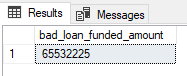 Results Messages
bad_loan_funded_amount
1 65532225